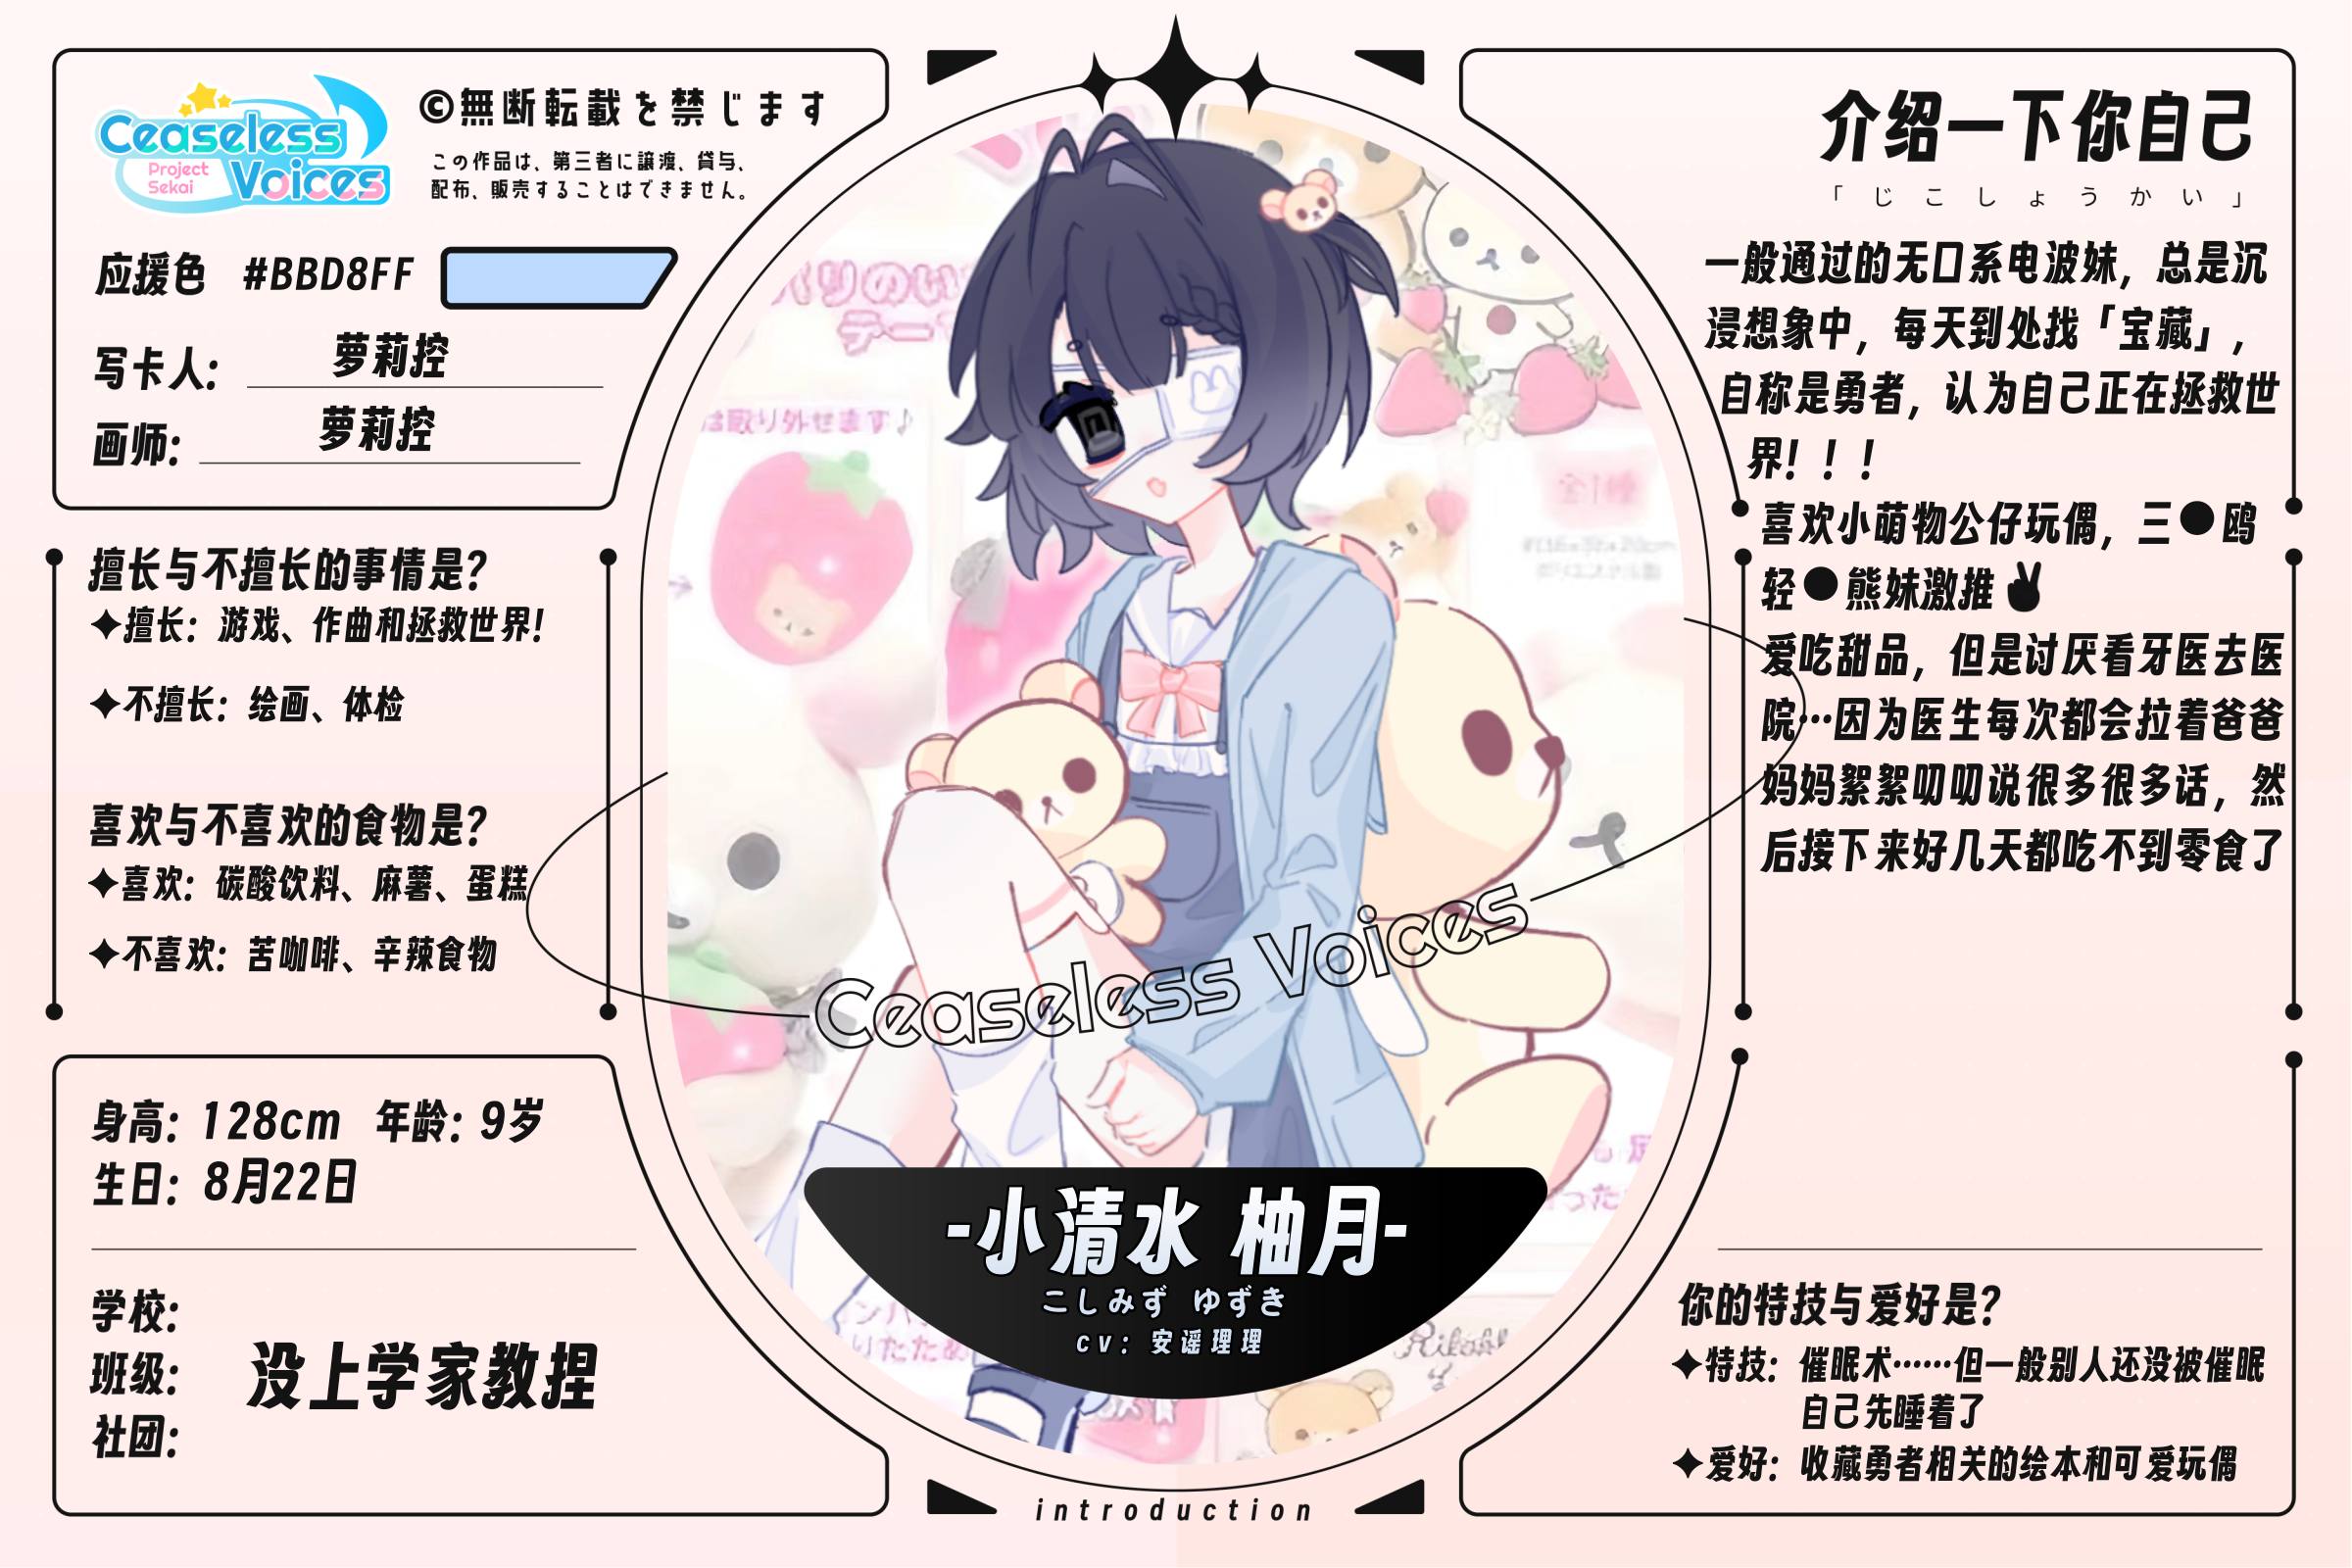 Ceaseless
Project
Sekai
Voices
©無断転載を禁じます
この作品は、第三者に譲渡、貸与、
配布、販売することはできません。
应援色 #BBD8FF
写卡人: 萝莉控
画师: 萝莉控
擅长与不擅长的事情是?
✦擅长: 游戏、作曲和拯救世界!
✦不擅长: 绘画、体检
喜欢与不喜欢的食物是?
✦喜欢: 碳酸饮料、麻薯、蛋糕
✦不喜欢: 苦咖啡、辛辣食物
身高: 128cm 年龄: 9岁
生日: 8月22日
学校:
班级:
社团:
没上学家教捏
は取り外せます♪
全1種
Ceaseless Voices
-小清水 柚月-
こしみず ゆずき
cv: 安谣理理
introduction
介绍一下你自己
「じこしょうかい」
一般通过的无口系电波妹，总是沉
浸想象中，每天到处找「宝藏」，
自称是勇者，认为自己正在拯救世
界！！！
喜欢小萌物公仔玩偶，三●鸥
轻●熊妹激推✌
爱吃甜品，但是讨厌看牙医去医
院…因为医生每次都会拉着爸爸
妈妈絮絮叨叨说很多很多话，然
后接下来好几天都吃不到零食了
你的特技与爱好是?
✦特技: 催眠术……但一般别人还没被催眠
自己先睡着了
✦爱好: 收藏勇者相关的绘本和可爱玩偶